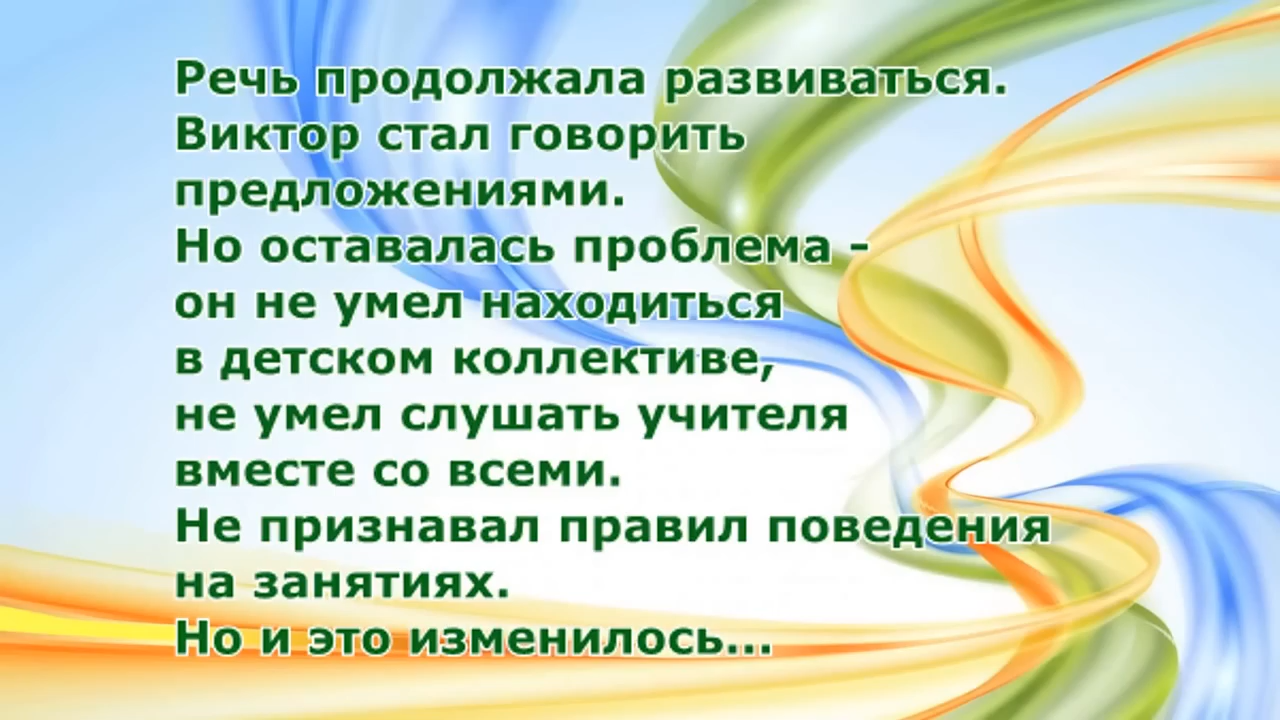 Речь продолжала развиваться.
Виктор стал говорить
предложениями.
Но оставалась проблема -
он не умел находиться
в детском коллективе,
не умел слушать учителя
вместе со всеми.
Не признавал правил поведения
на занятиях.
Но и это изменилось...